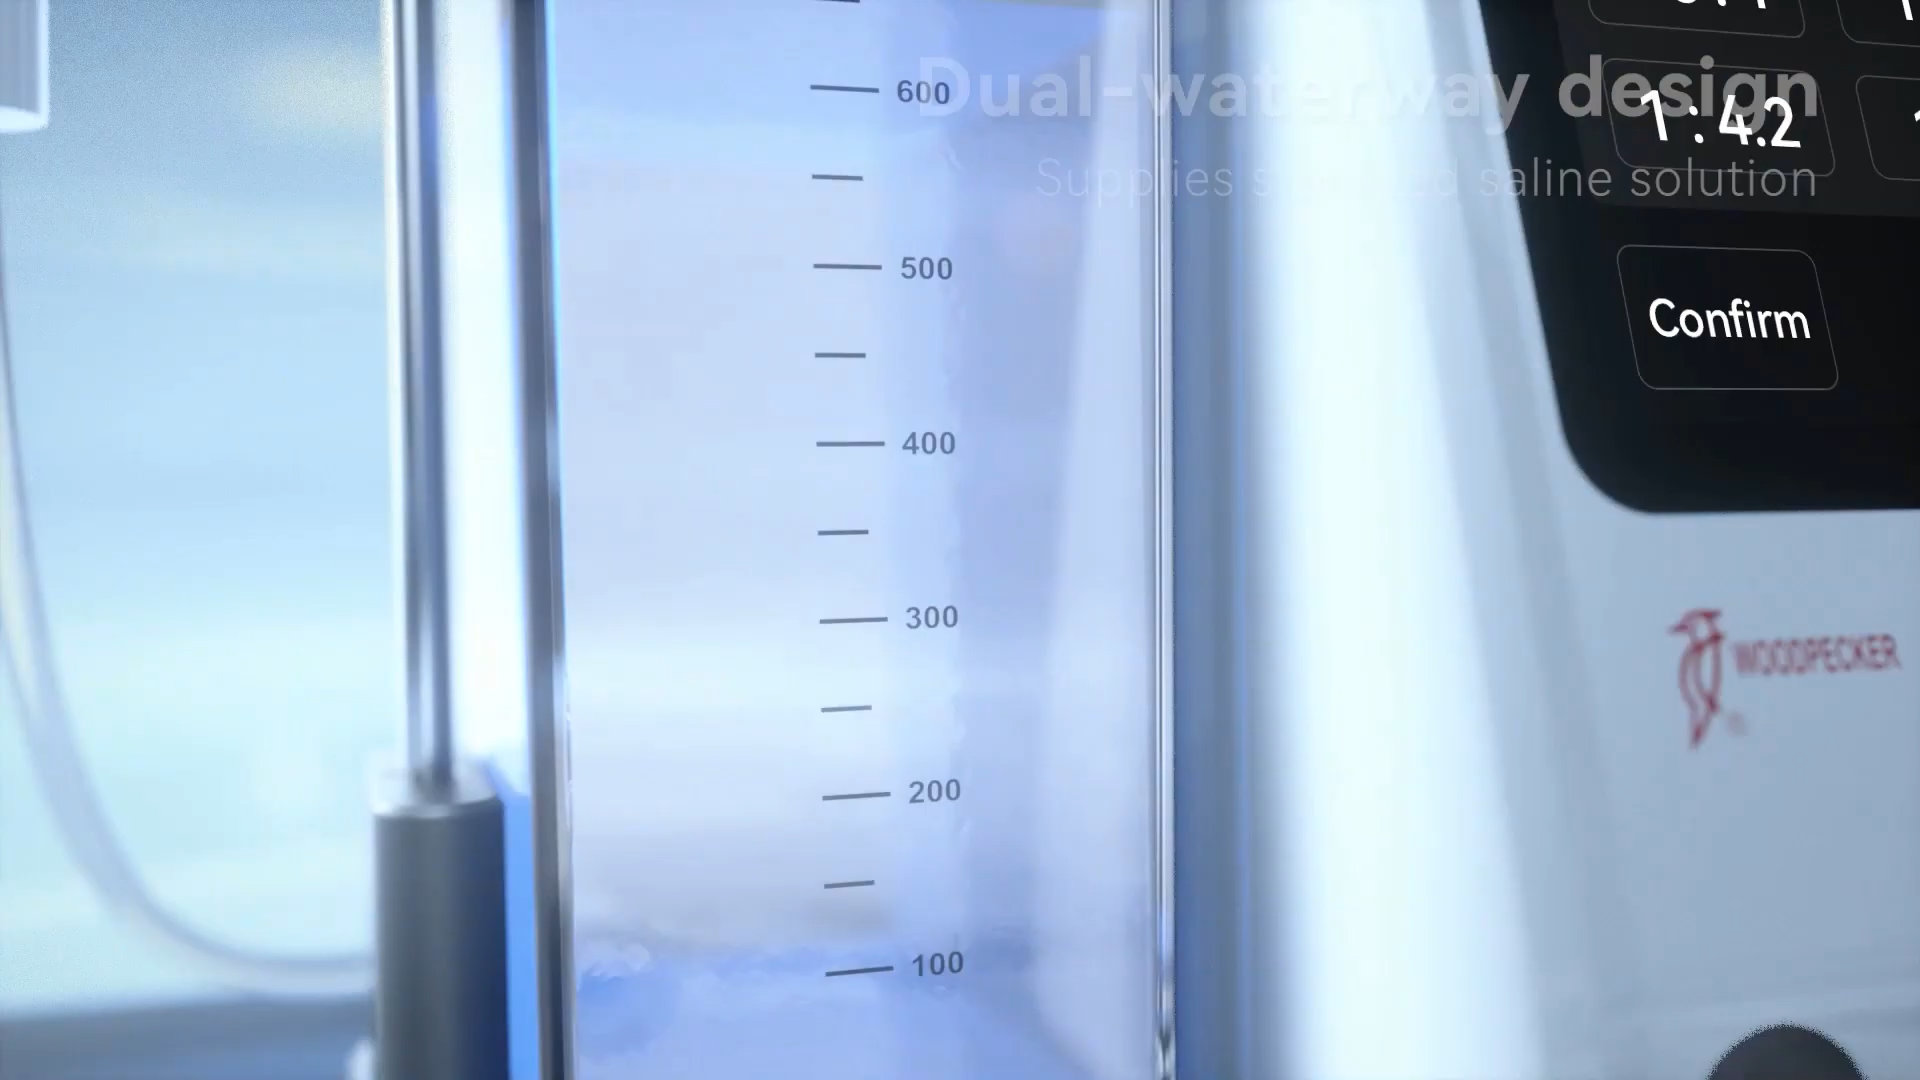 Dual-waterway design
Supplies saline solution
600
500
400
300
200
100
1:4.2
Confirm
WOODPECKER